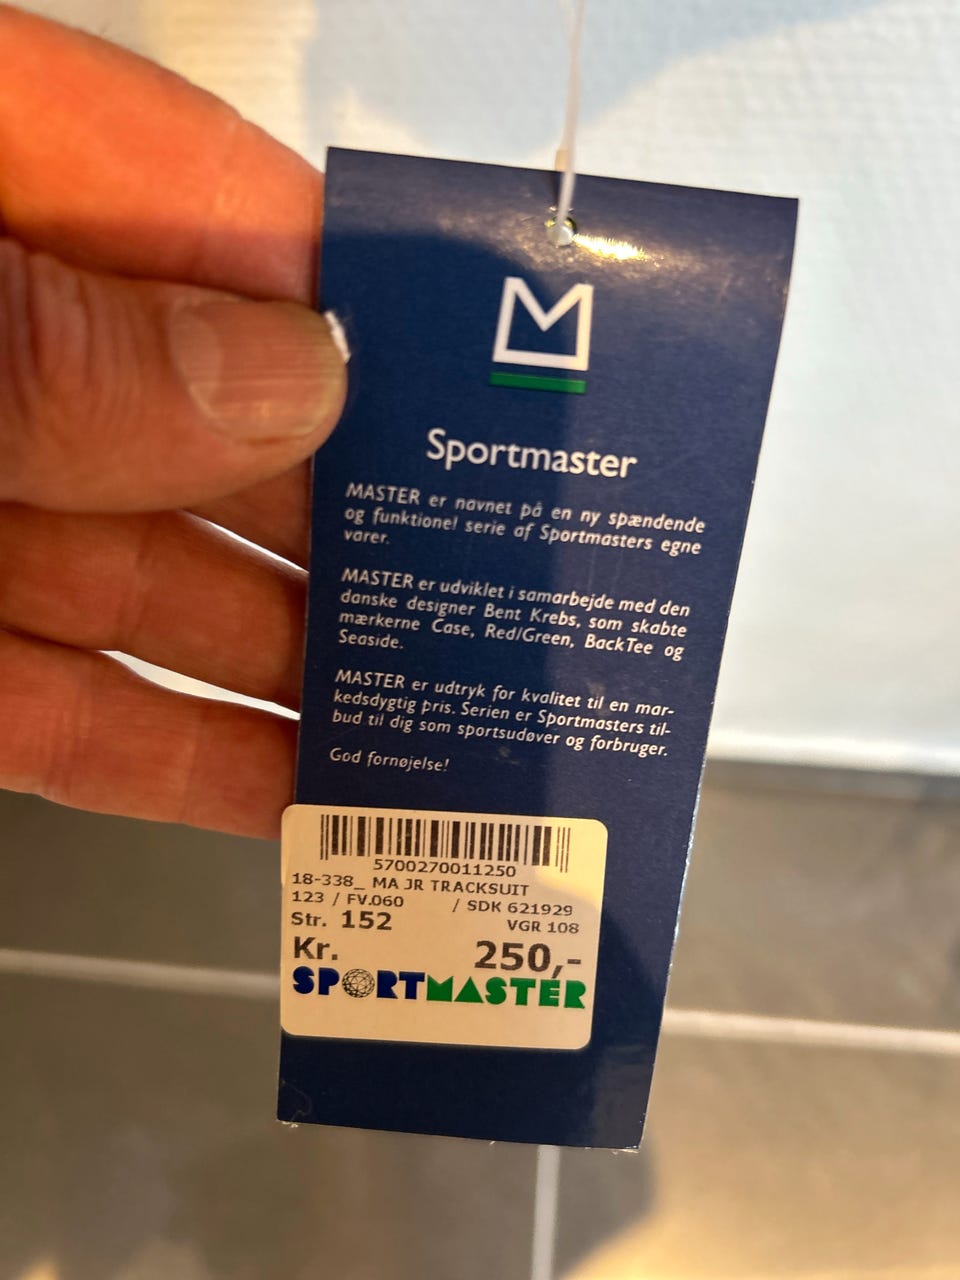 Sportmaster
MASTER er navnet på en ny spændende
og funktionel serie af Sportmasters egne
varer.
MASTER er udviklet i samarbejde med den
danske designer Bent Krebs, som skabte
mærkerne Case, Red/Green, BackTee og
Seaside.
MASTER er udtryk for kvalitet til en mar-
kedsdygtig pris. Serien er Sportmasters til-
bud til dig som sportsudøver og forbruger.
God fornøjelse!
5700270011250
18-338_ MA JR TRACKSUIT
123 / FV.060 / SDK 621929
Str. 152 VGR 108
Kr. 250,-
SPORTMASTER